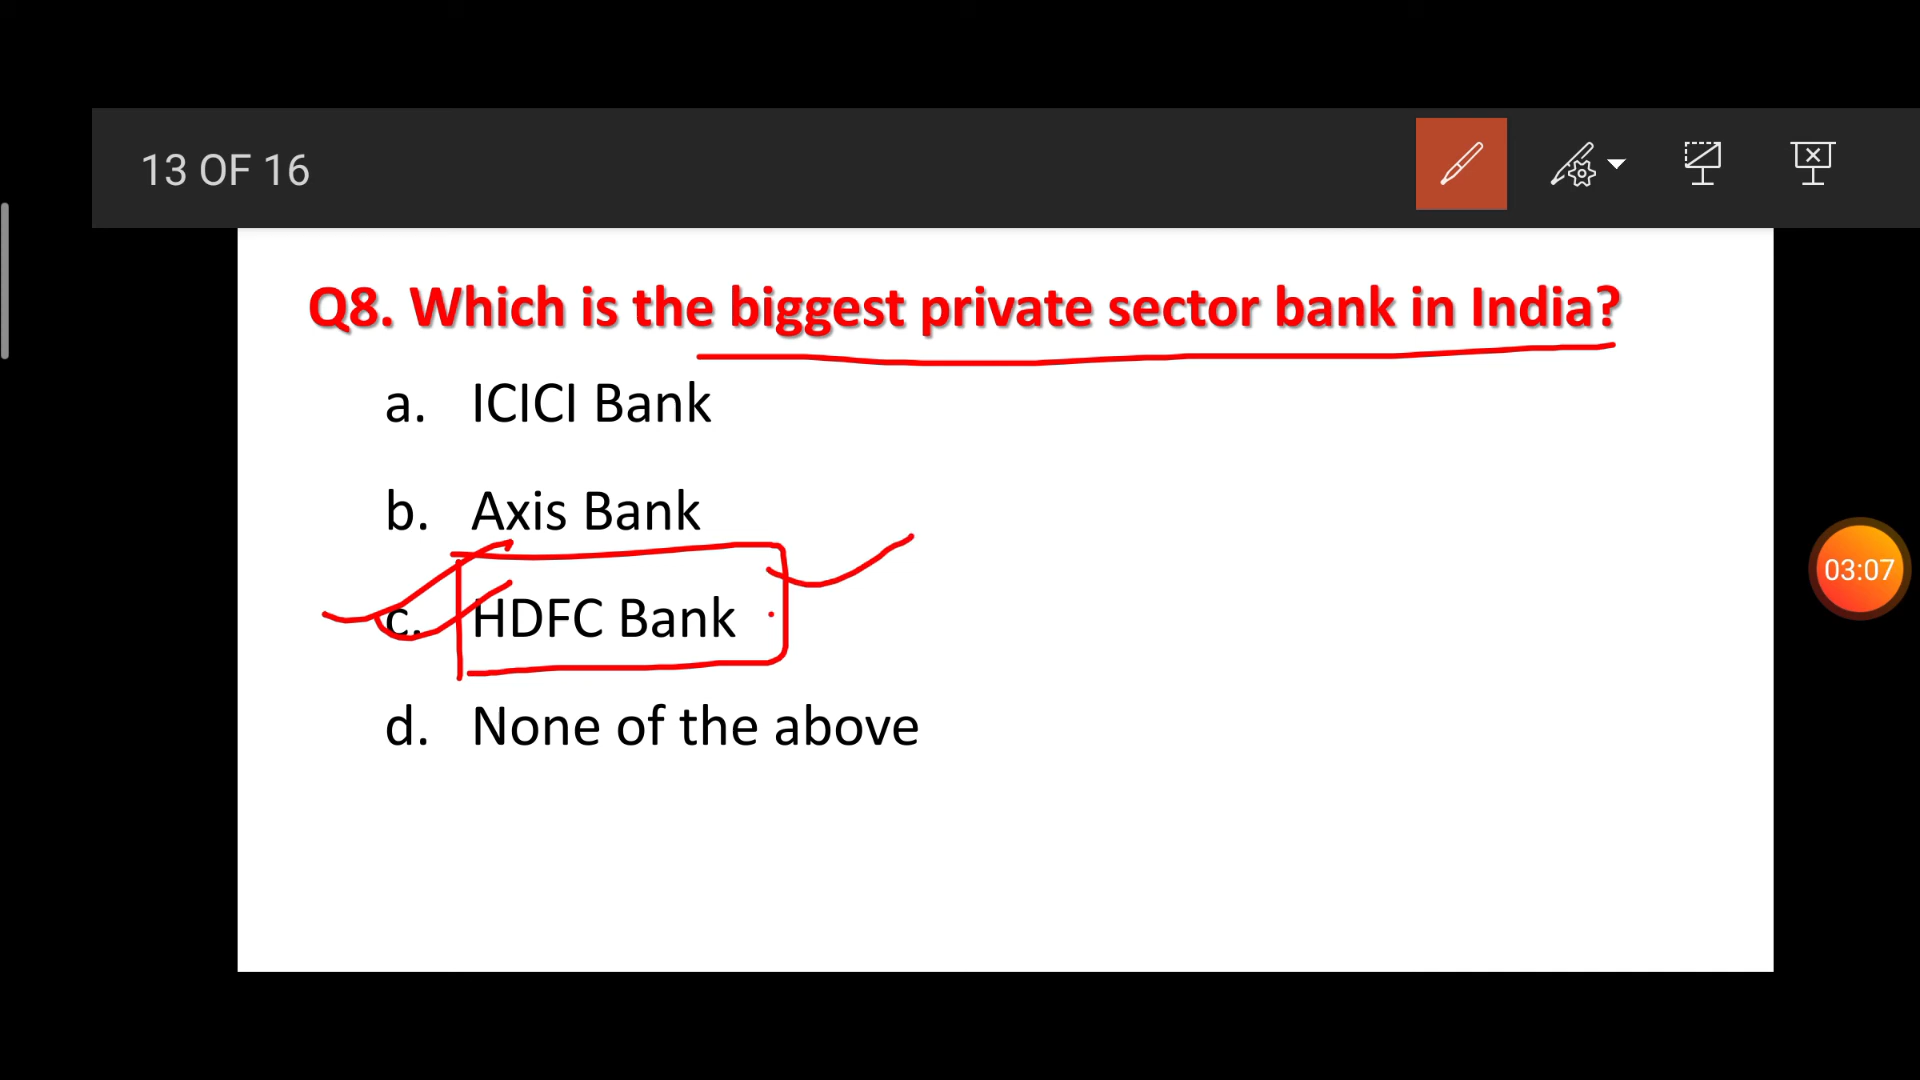 13 OF 16
Q8. Which is the biggest private sector bank in India?
a. ICICI Bank
b. Axis Bank
03:07
c. HDFC Bank
d. None of the above